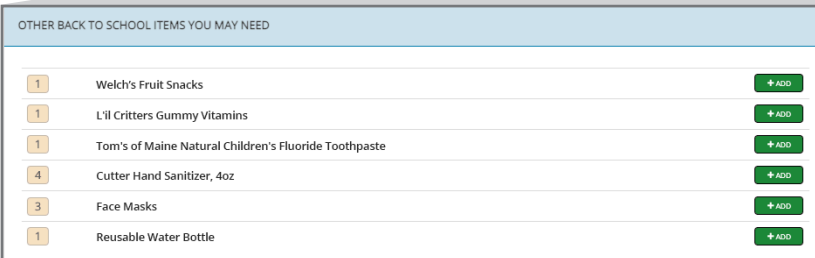 OTHER BACK TO SCHOOL ITEMS YOU MAY NEED
1 Welch's Fruit Snacks + ADD
1 L'il Critters Gummy Vitamins + ADD
1 Tom's of Maine Natural Children's Fluoride Toothpaste + ADD
4 Cutter Hand Sanitizer, 4oz + ADD
3 Face Masks + ADD
1 Reusable Water Bottle + ADD